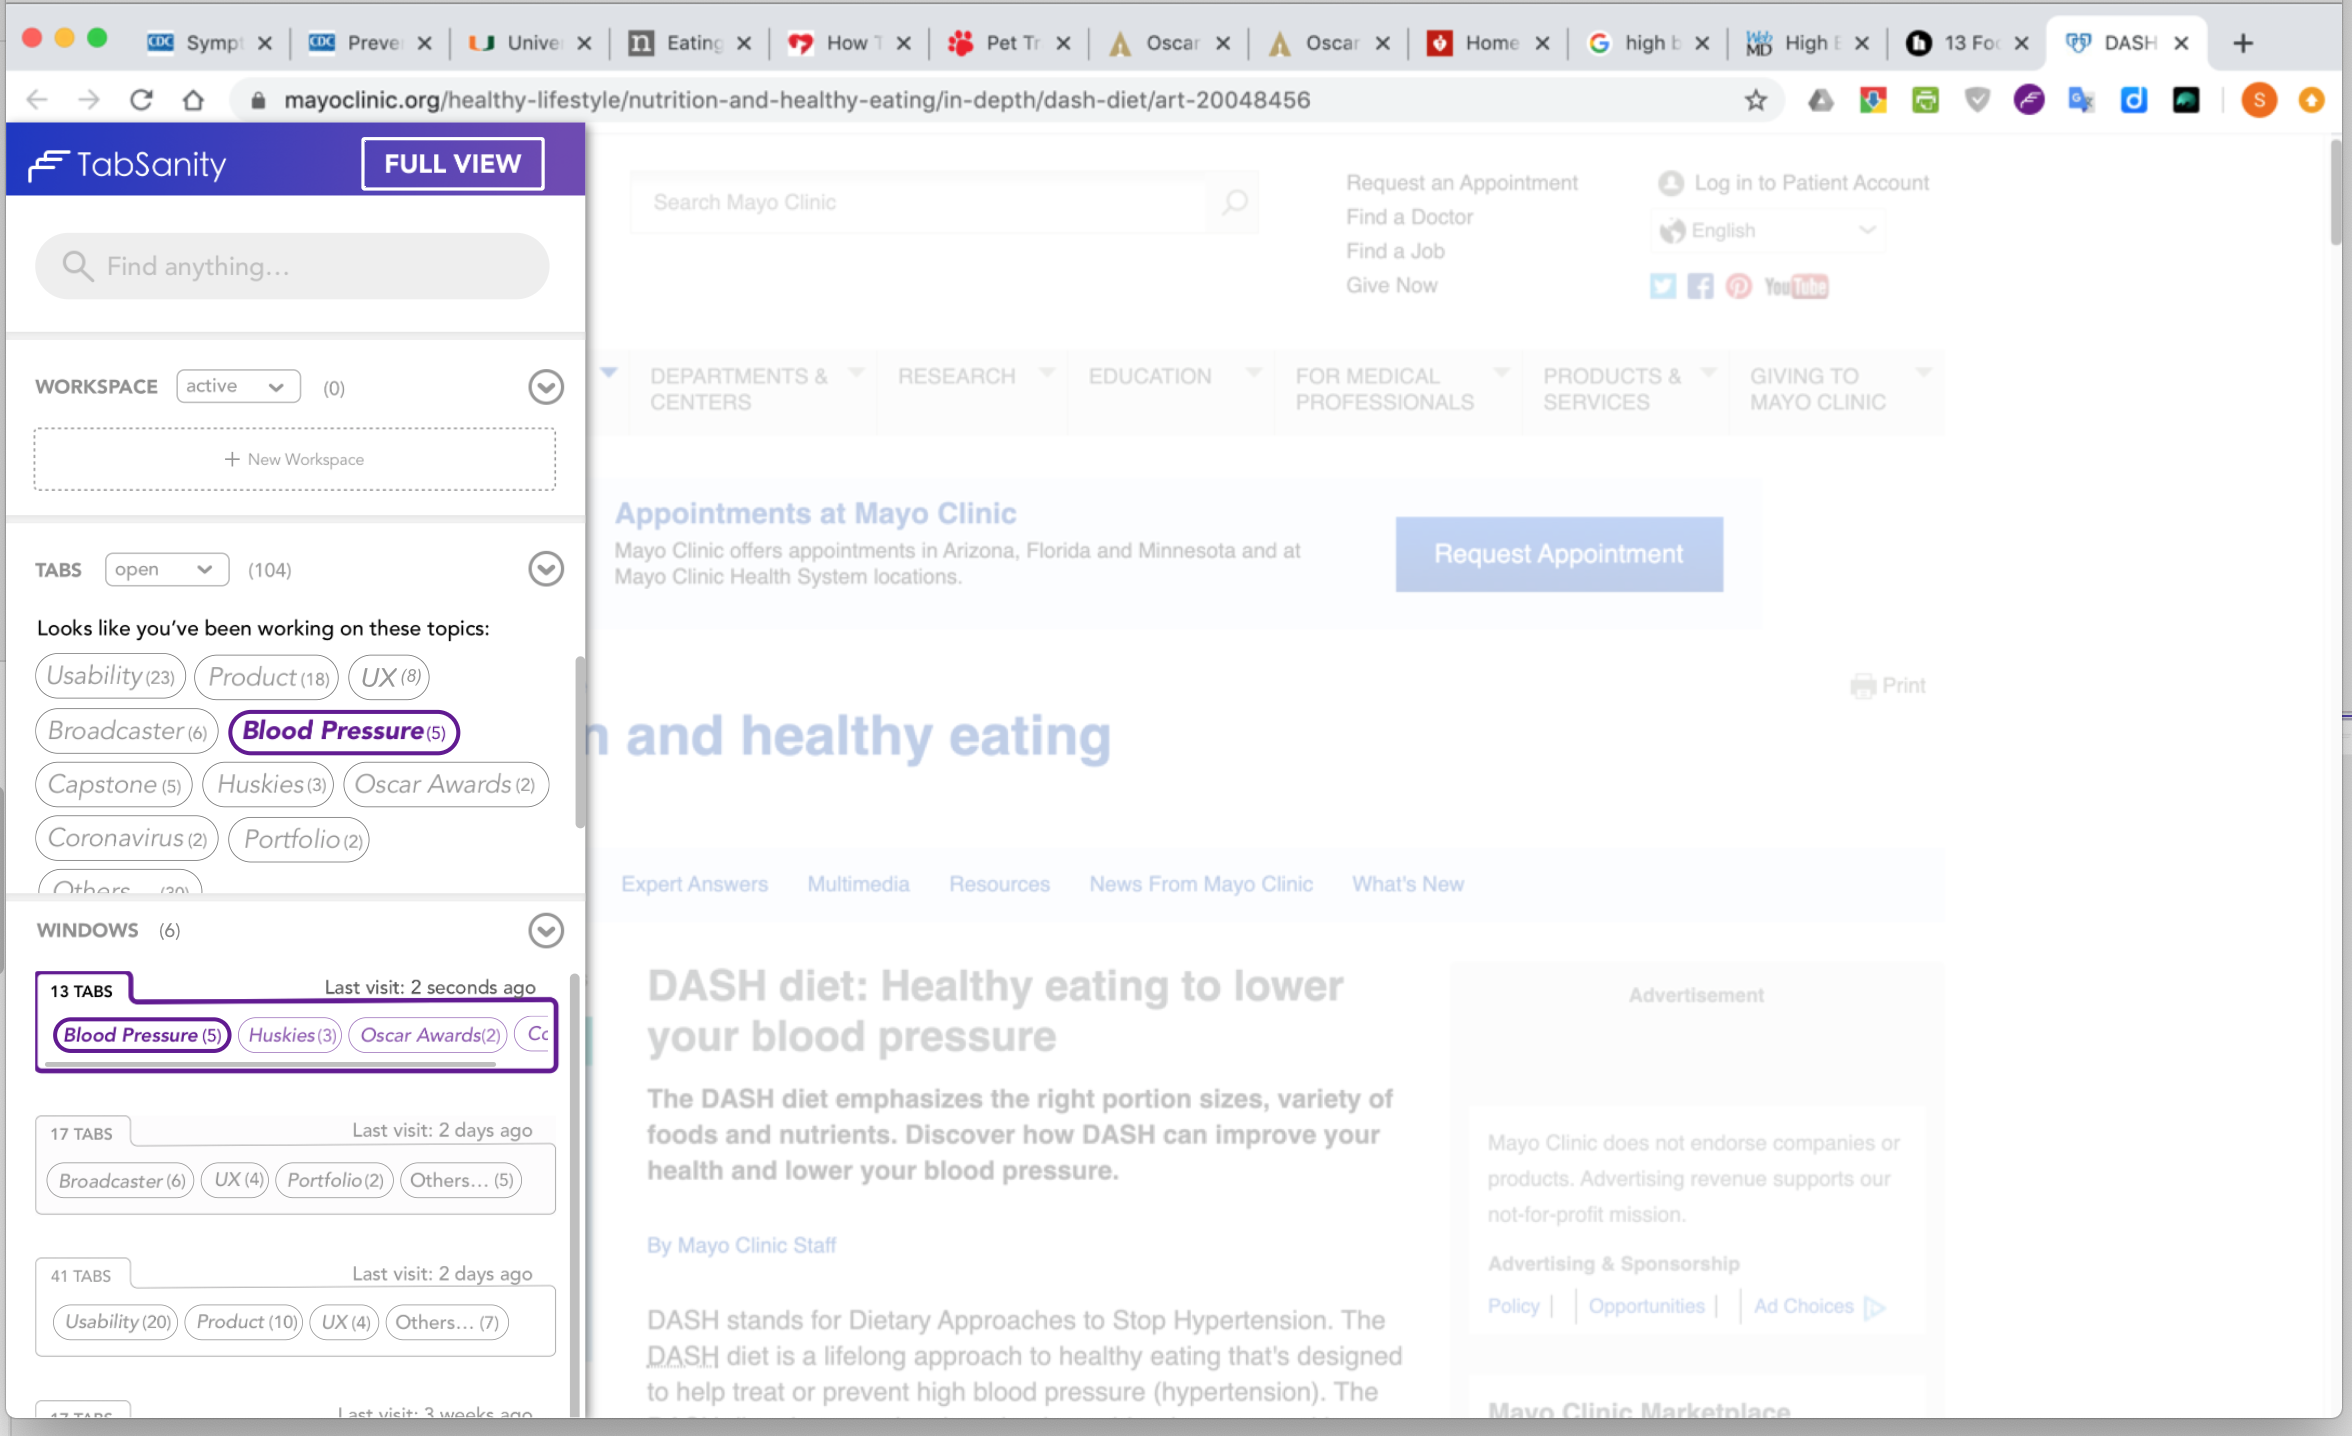 CDC Sympt
CDC Preve
Unive
n Eating
How T
Pet Tr
Oscar
Oscar
Home
G high b
Web MD High
13 Foo
DASH
mayoclinic.org/healthy-lifestyle/nutrition-and-healthy-eating/in-depth/dash-diet/art-20048456
S
TabSanity
FULL VIEW
Find anything...
WORKSPACE active (0)
+ New Workspace
TABS open (104)
Looks like you've been working on these topics:
Usability (23) Product (18) UX (8)
Broadcaster (6) Blood Pressure (5)
Capstone (5) Huskies (3) Oscar Awards (2)
Coronavirus (2) Portfolio (2)
Others... (30)
WINDOWS (6)
13 TABS Last visit: 2 seconds ago
Blood Pressure (5) Huskies (3) Oscar Awards (2) Co
17 TABS Last visit: 2 days ago
Broadcaster (6) UX (4) Portfolio (2) Others... (5)
41 TABS Last visit: 2 days ago
Usability (20) Product (10) UX (4) Others... (7)
17 TABS Last visit: 3 weeks ago
Search Mayo Clinic
Request an Appointment
Find a Doctor
Find a Job
Give Now
Log in to Patient Account
English
YouTube
DEPARTMENTS &
CENTERS
RESEARCH
EDUCATION
FOR MEDICAL
PROFESSIONALS
PRODUCTS &
SERVICES
GIVING TO
MAYO CLINIC
Appointments at Mayo Clinic
Mayo Clinic offers appointments in Arizona, Florida and Minnesota and at
Mayo Clinic Health System locations.
Request Appointment
Print
n and healthy eating
Expert Answers Multimedia Resources News From Mayo Clinic What's New
DASH diet: Healthy eating to lower
your blood pressure
The DASH diet emphasizes the right portion sizes, variety of
foods and nutrients. Discover how DASH can improve your
health and lower your blood pressure.
By Mayo Clinic Staff
DASH stands for Dietary Approaches to Stop Hypertension. The
DASH diet is a lifelong approach to healthy eating that's designed
to help treat or prevent high blood pressure (hypertension). The
Advertisement
Mayo Clinic does not endorse companies or
products. Advertising revenue supports our
not-for-profit mission.
Advertising & Sponsorship
Policy | Opportunities | Ad Choices
Mayo Clinic Marketplace